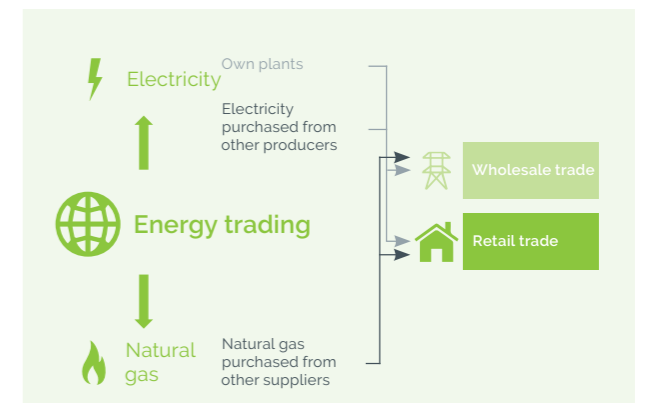 Electricity
Own plants
Electricity
purchased from
other producers
Wholesale trade
Energy trading
Retail trade
Natural
gas
Natural gas
purchased from
other suppliers